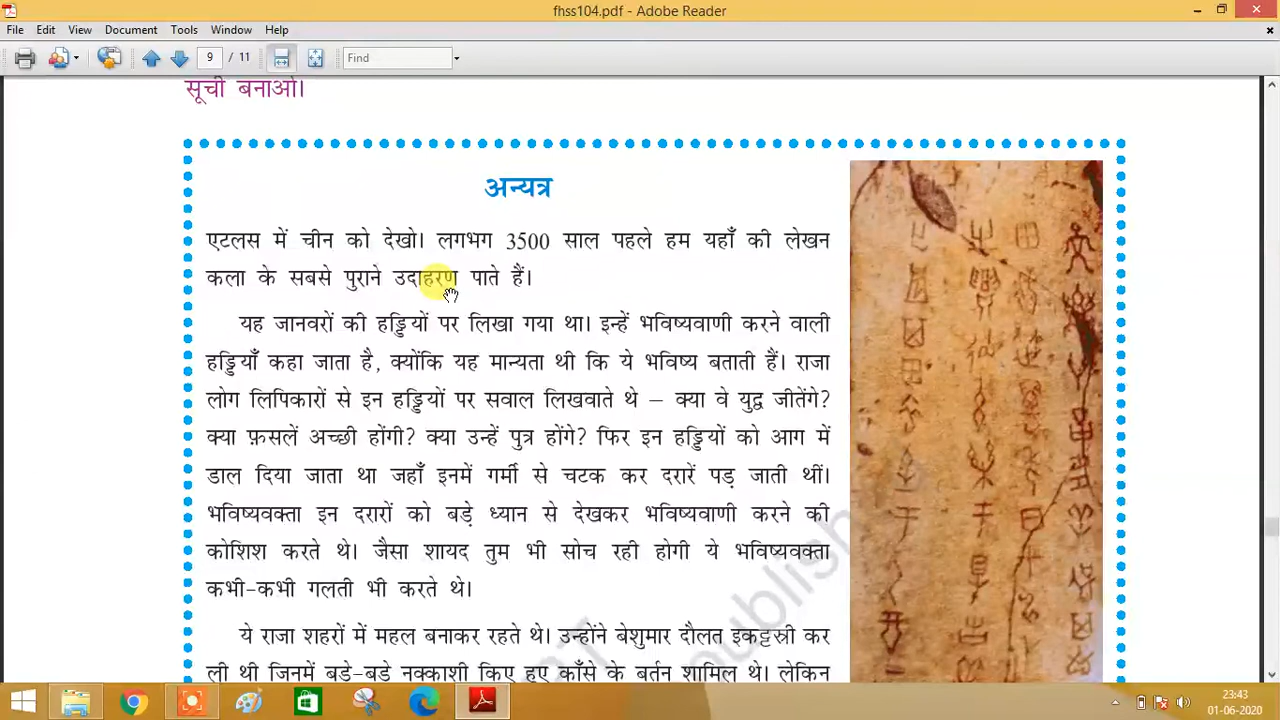 fhss104.pdf - Adobe Reader
File Edit View Document Tools Window Help
9 / 11 Find
सूची बनाओ।
अन्यत्र
एटलस में चीन को देखो। लगभग 3500 साल पहले हम यहाँ की लेखन
कला के सबसे पुराने उदाहरण पाते हैं।
यह जानवरों की हड्डियों पर लिखा गया था। इन्हें भविष्यवाणी करने वाली
हड्डियाँ कहा जाता है, क्योंकि यह मान्यता थी कि ये भविष्य बताती हैं। राजा
लोग लिपिकारों से इन हड्डियों पर सवाल लिखवाते थे – क्या वे युद्ध जीतेंगे?
क्या फ़सलें अच्छी होंगी? क्या उन्हें पुत्र होंगे? फिर इन हड्डियों को आग में
डाल दिया जाता था जहाँ इनमें गर्मी से चटक कर दरारें पड़ जाती थीं।
भविष्यवक्ता इन दरारों को बड़े ध्यान से देखकर भविष्यवाणी करने की
कोशिश करते थे। जैसा शायद तुम भी सोच रही होगी ये भविष्यवक्ता
कभी-कभी गलती भी करते थे।
ये राजा शहरों में महल बनाकर रहते थे। उन्होंने बेशुमार दौलत इकट्ठी कर
ली थी जिनमें बड़े-बड़े नक्काशी किए हुए काँसे के बर्तन शामिल थे। लेकिन
publish
23:43
01-06-2020